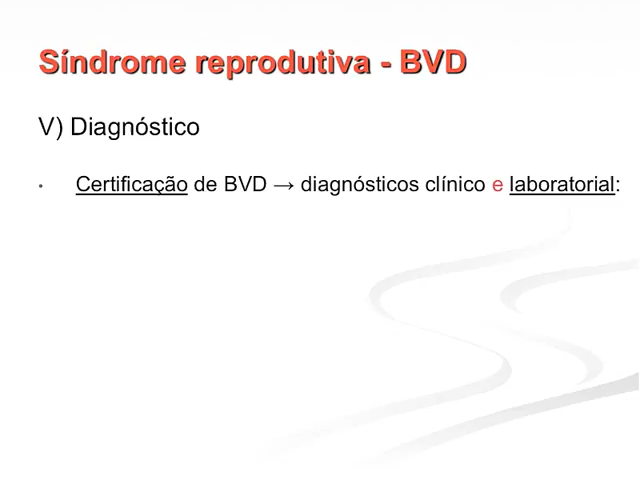 Síndrome reprodutiva - BVD
V) Diagnóstico
• Certificação de BVD → diagnósticos clínico e laboratorial: